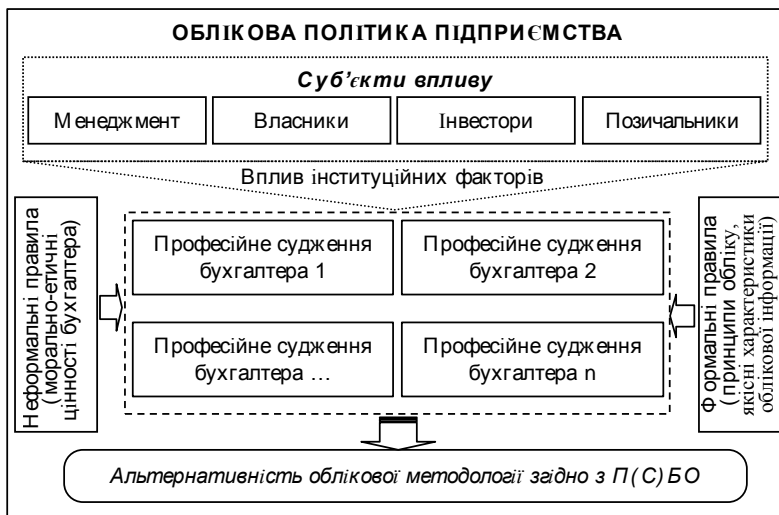 ОБЛІКОВА ПОЛІТИКА ПІДПРИЄМСТВА
Суб’єкти впливу
Менеджмент
Власники
Інвестори
Позичальники
Вплив інституційних факторів
Неформальні правила
(морально-етичні
цінності бухгалтера)
Професійне судження
бухгалтера 1
Професійне судження
бухгалтера 2
Професійне судження
бухгалтера …
Професійне судження
бухгалтера n
Формальні правила
(принципи обліку,
якісні характеристики
облікової інформації)
Альтернативність облікової методології згідно з П(С)БО